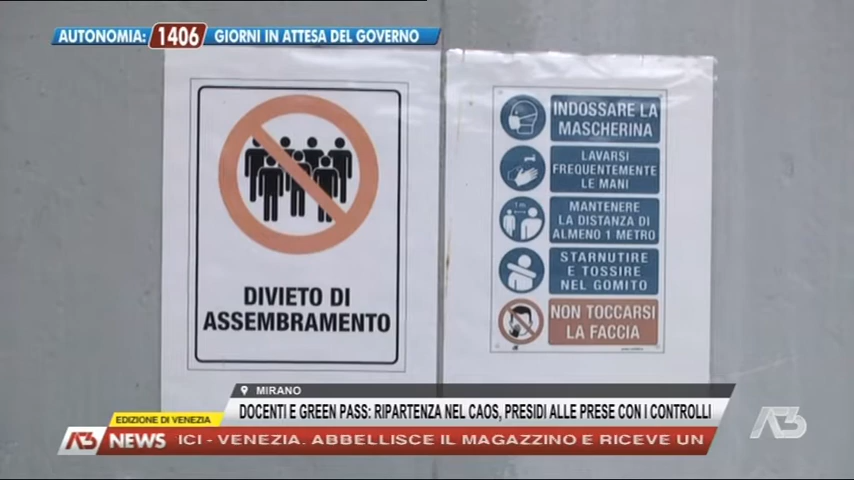 AUTONOMIA: 1406 GIORNI IN ATTESA DEL GOVERNO
DIVIETO DI
ASSEMBRAMENTO
INDOSSARE LA
MASCHERINA
LAVARSI
FREQUENTEMENTE
LE MANI
1 m
MANTENERE
LA DISTANZA DI
ALMENO 1 METRO
STARNUTIRE
E TOSSIRE
NEL GOMITO
NON TOCCARSI
LA FACCIA
MIRANO
DOCENTI E GREEN PASS: RIPARTENZA NEL CAOS, PRESIDI ALLE PRESE CON I CONTROLLI
EDIZIONE DI VENEZIA
A3 NEWS ICI - VENEZIA. ABBELLISCE IL MAGAZZINO E RICEVE UN
A3